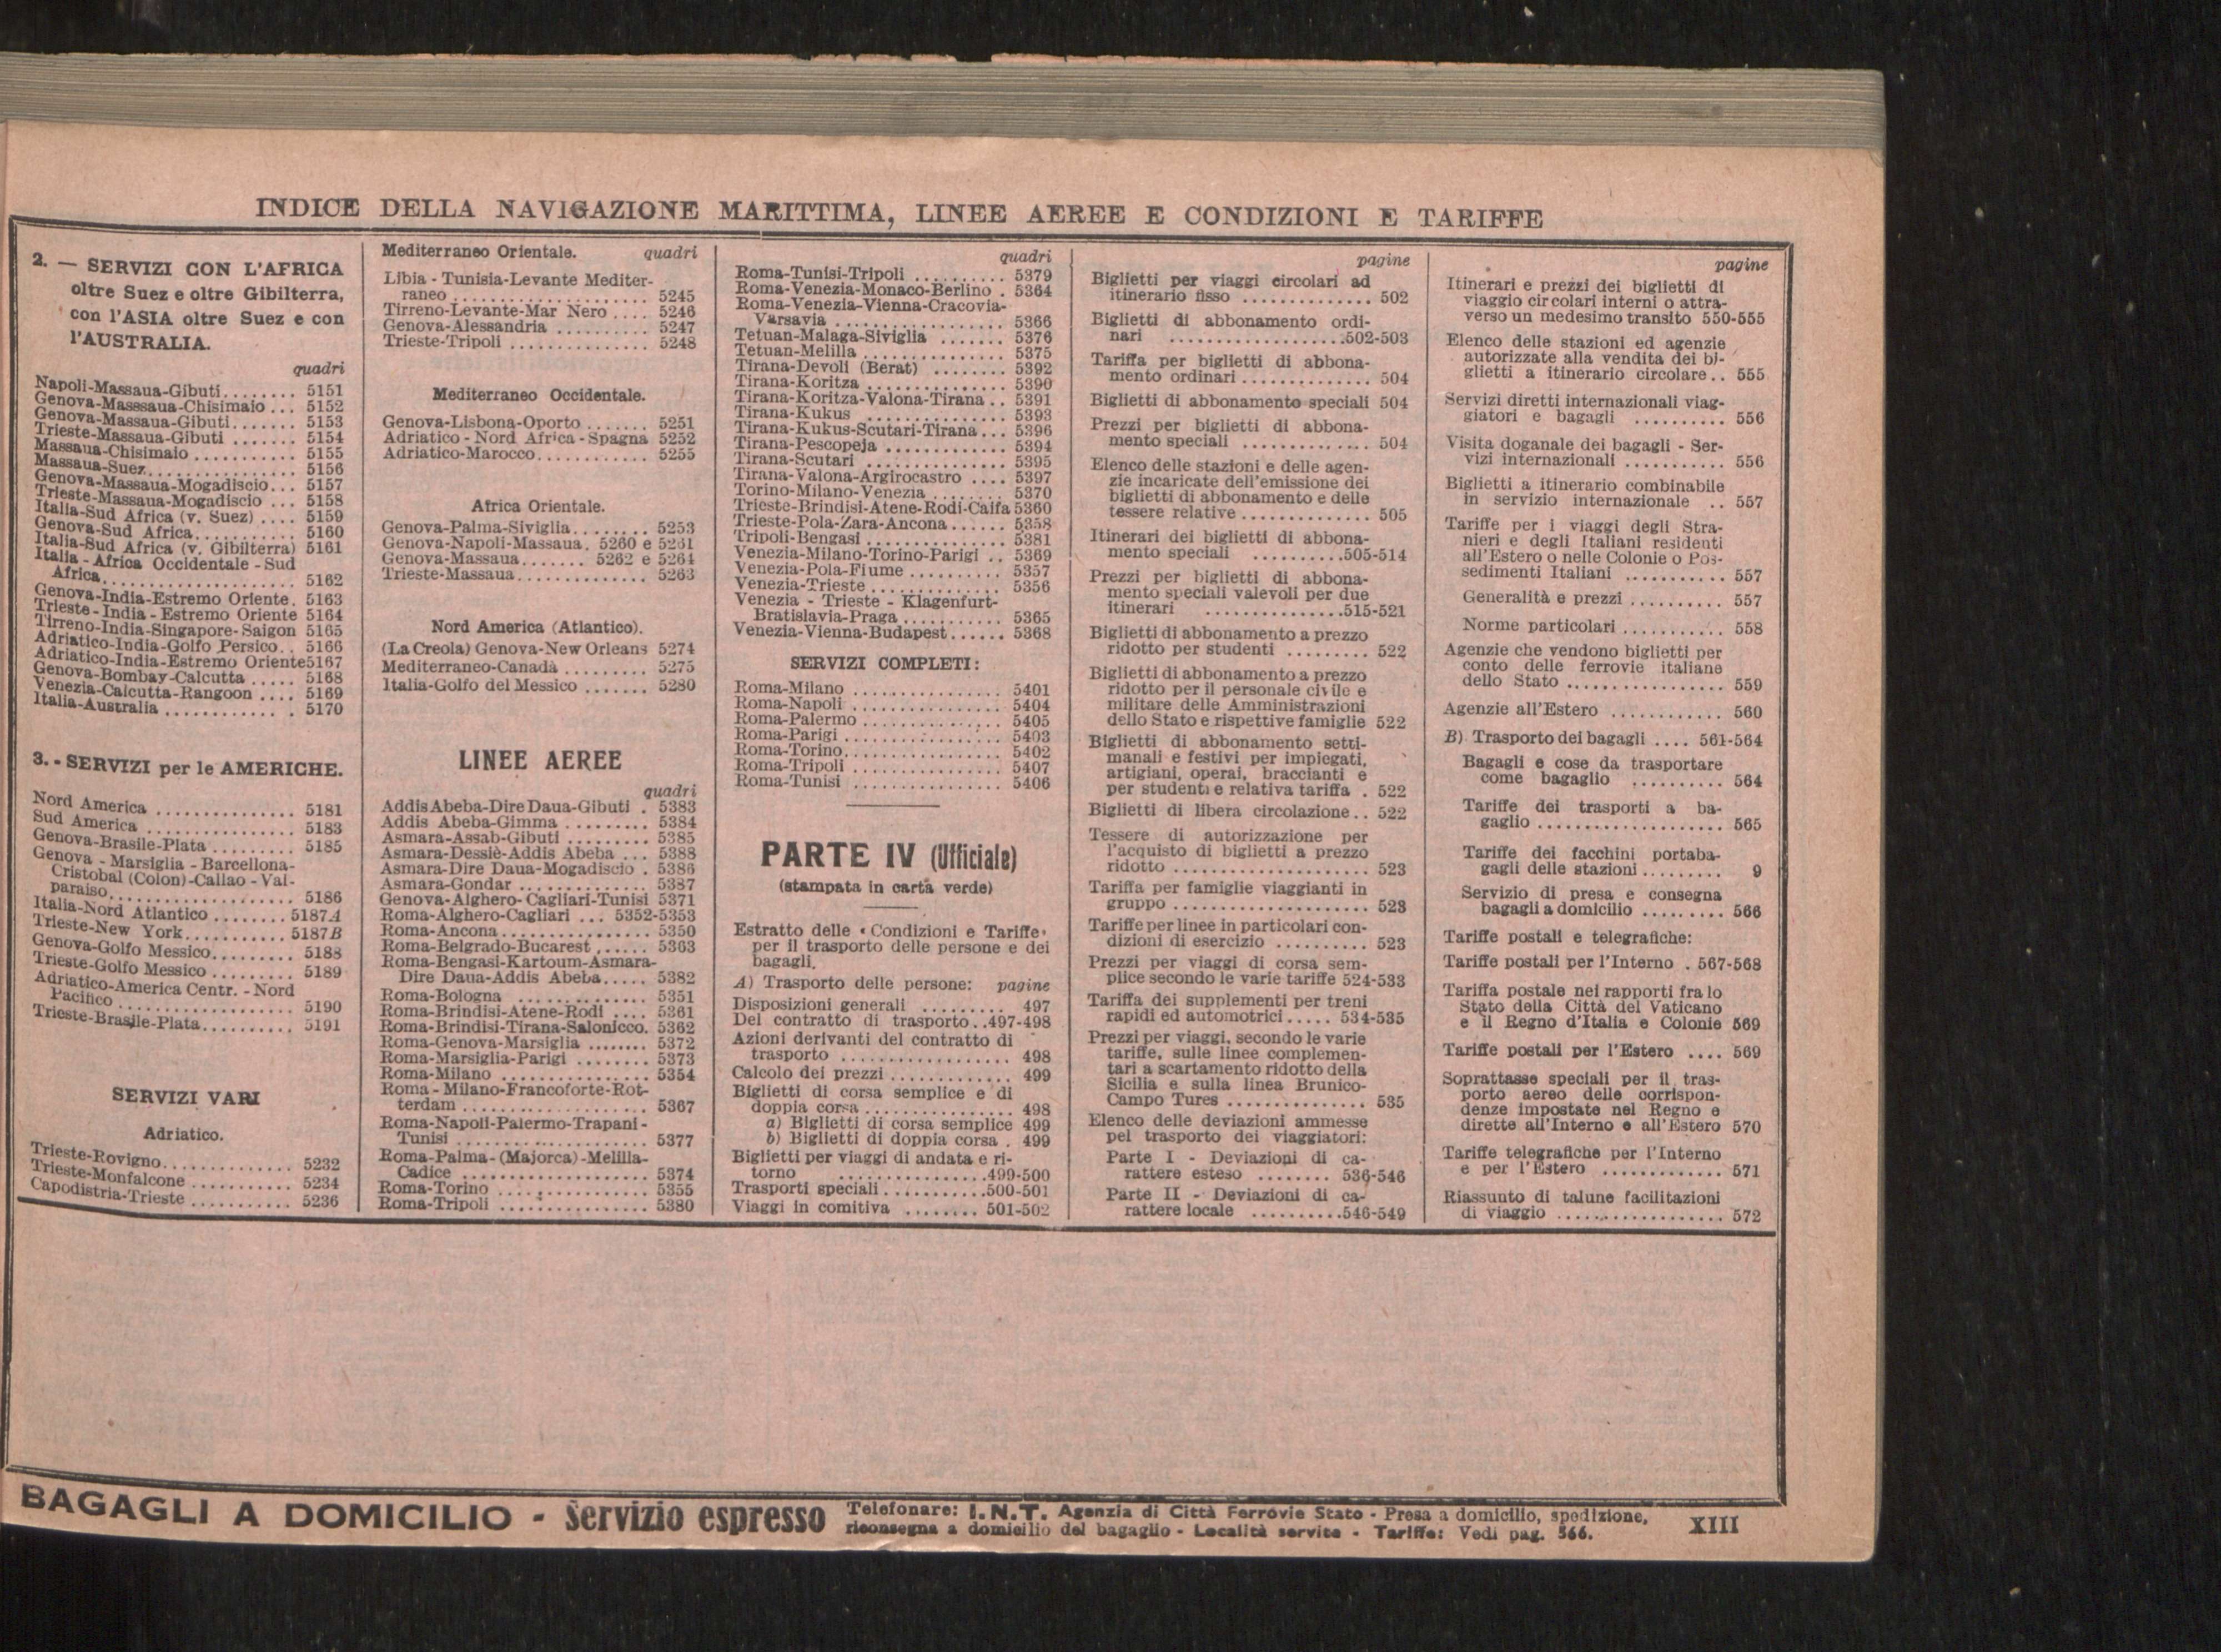 INDICE DELLA NAVIGAZIONE MARITTIMA, LINEE AEREE E CONDIZIONI E TARIFFE
2. — SERVIZI CON L'AFRICA
oltre Suez e oltre Gibilterra,
con l'ASIA oltre Suez e con
l'AUSTRALIA.
quadri
Napoli-Massaua-Gibuti........ 5151
Genova-Masssaua-Chisimaio ... 5152
Genova-Massaua-Gibuti....... 5153
Trieste-Massaua-Gibuti ....... 5154
Massaua-Chisimaio ........... 5155
Massaua-Suez................ 5156
Genova-Massaua-Mogadiscio... 5157
Trieste-Massaua-Mogadiscio ... 5158
Italia-Sud Africa (v. Suez) .... 5159
Genova-Sud Africa........... 5160
Italia-Sud Africa (v. Gibilterra) 5161
Italia - Africa Occidentale - Sud
Africa...................... 5162
Genova-India-Estremo Oriente. 5163
Trieste - India - Estremo Oriente 5164
Tirreno-India-Singapore-Saigon 5165
Adriatico-India-Golfo Persico.. 5166
Adriatico-India-Estremo Oriente5167
Genova-Bombay-Calcutta ..... 5168
Venezia-Calcutta-Rangoon .... 5169
Italia-Australia ............ . 5170
3. - SERVIZI per le AMERICHE.
Nord America .............. 5181
Sud America ............... 5183
Genova-Brasile-Plata ......... 5185
Genova - Marsiglia - Barcellona-
Cristobal (Colon)-Callao - Val-
paraiso..................... 5186
Italia-Nord Atlantico ........ 5187A
Trieste-New York........... 5187B
Genova-Golfo Messico......... 5188
Trieste-Golfo Messico ......... 5189
Adriatico-America Centr. - Nord
Pacifico .................... 5190
Trieste-Brasile-Plata.......... 5191
SERVIZI VARI
Adriatico.
Trieste-Rovigno.............. 5232
Trieste-Monfalcone ........... 5234
Capodistria-Trieste ........... 5236
Mediterraneo Orientale. quadri
Libia - Tunisia-Levante Mediter-
raneo ..................... 5245
Tirreno-Levante-Mar Nero .... 5246
Genova-Alessandria .......... 5247
Trieste-Tripoli ............... 5248
Mediterraneo Occidentale.
Genova-Lisbona-Oporto ....... 5251
Adriatico - Nord Africa - Spagna 5252
Adriatico-Marocco............ 5255
Africa Orientale.
Genova-Palma-Siviglia........ 5253
Genova-Napoli-Massaua. 5260 e 5261
Genova-Massaua....... 5262 e 5264
Trieste-Massaua.............. 5263
Nord America (Atlantico).
(La Creola) Genova-New Orleans 5274
Mediterraneo-Canadà ......... 5275
Italia-Golfo del Messico ....... 5280
LINEE AEREE
quadri
Addis Abeba-Dire Daua-Gibuti . 5383
Addis Abeba-Gimma ......... 5384
Asmara-Assab-Gibuti ......... 5385
Asmara-Dessiè-Addis Abeba ... 5388
Asmara-Dire Daua-Mogadiscio . 5386
Asmara-Gondar .............. 5387
Genova-Alghero-Cagliari-Tunisi 5371
Roma-Alghero-Cagliari ... 5352-5353
Roma-Ancona ................ 5350
Roma-Belgrado-Bucarest ...... 5363
Roma-Bengasi-Kartoum-Asmara-
Dire Daua-Addis Abeba..... 5382
Roma-Bologna .............. 5351
Roma-Brindisi-Atene-Rodi .... 5361
Roma-Brindisi-Tirana-Salonicco. 5362
Roma-Genova-Marsiglia ........ 5372
Roma-Marsiglia-Parigi ........ 5373
Roma-Milano ................ 5354
Roma - Milano-Francoforte-Rot-
terdam .................... 5367
Roma-Napoli-Palermo-Trapani-
Tunisi ..................... 5377
Roma-Palma-(Majorca)-Melilla-
Cadice .................... 5374
Roma-Torino ................ 5355
Roma-Tripoli ................ 5380
quadri
Roma-Tunisi-Tripoli .......... 5379
Roma-Venezia-Monaco-Berlino . 5364
Roma-Venezia-Vienna-Cracovia-
Varsavia ................... 5366
Tetuan-Malaga-Siviglia ....... 5376
Tetuan-Melilla ............... 5375
Tirana-Devoli (Berat) ........ 5392
Tirana-Koritza ............... 5390
Tirana-Koritza-Valona-Tirana .. 5391
Tirana-Kukus ............... 5393
Tirana-Kukus-Scutari-Tirana... 5396
Tirana-Pescopeja ............. 5394
Tirana-Scutari ............... 5395
Tirana-Valona-Argirocastro .... 5397
Torino-Milano-Venezia ........ 5370
Trieste-Brindisi-Atene-Rodi-Caifa 5360
Trieste-Pola-Zara-Ancona...... 5358
Tripoli-Bengasi ............... 5381
Venezia-Milano-Torino-Parigi .. 5369
Venezia-Pola-Fiume .......... 5357
Venezia-Trieste .............. 5356
Venezia - Trieste - Klagenfurt-
Bratislavia-Praga ........... 5365
Venezia-Vienna-Budapest...... 5368
SERVIZI COMPLETI:
Roma-Milano ................ 5401
Roma-Napoli ................ 5404
Roma-Palermo ............... 5405
Roma-Parigi ................. 5403
Roma-Torino................. 5402
Roma-Tripoli ................ 5407
Roma-Tunisi ................ 5406
PARTE IV (Ufficiale)
(stampata in carta verde)
Estratto delle «Condizioni e Tariffe»
per il trasporto delle persone e dei
bagagli.
A) Trasporto delle persone: pagine
Disposizioni generali ......... 497
Del contratto di trasporto..497-498
Azioni derivanti del contratto di
trasporto .................. 498
Calcolo dei prezzi ............. 499
Biglietti di corsa semplice e di
doppia corsa ................ 498
a) Biglietti di corsa semplice 499
b) Biglietti di doppia corsa . 499
Biglietti per viaggi di andata e ri-
torno ................499-500
Trasporti speciali ...........500-501
Viaggi in comitiva ........ 501-502
pagine
Biglietti per viaggi circolari ad
itinerario fisso .............. 502
Biglietti di abbonamento ordi-
nari ...................502-503
Tariffa per biglietti di abbona-
mento ordinari.............. 504
Biglietti di abbonamento speciali 504
Prezzi per biglietti di abbona-
mento speciali .............. 504
Elenco delle stazioni e delle agen-
zie incaricate dell'emissione dei
biglietti di abbonamento e delle
tessere relative .............. 505
Itinerari dei biglietti di abbona-
mento speciali ..........505-514
Prezzi per biglietti di abbona-
mento speciali valevoli per due
itinerari ...............515-521
Biglietti di abbonamento a prezzo
ridotto per studenti ......... 522
Biglietti di abbonamento a prezzo
ridotto per il personale civile e
militare delle Amministrazioni
dello Stato e rispettive famiglie 522
Biglietti di abbonamento setti-
manali e festivi per impiegati,
artigiani, operai, braccianti e
per studenti e relativa tariffa . 522
Biglietti di libera circolazione.. 522
Tessere di autorizzazione per
l'acquisto di biglietti a prezzo
ridotto .................... 523
Tariffa per famiglie viaggianti in
gruppo .................... 523
Tariffe per linee in particolari con-
dizioni di esercizio .......... 523
Prezzi per viaggi di corsa sem-
plice secondo le varie tariffe 524-533
Tariffa dei supplementi per treni
rapidi ed automotrici..... 534-535
Prezzi per viaggi, secondo le varie
tariffe, sulle linee complemen-
tari a scartamento ridotto della
Sicilia e sulla linea Brunico-
Campo Tures ............... 535
Elenco delle deviazioni ammesse
pel trasporto dei viaggiatori:
Parte I - Deviazioni di ca-
rattere esteso ........ 536-546
Parte II - Deviazioni di ca-
rattere locale ..........546-549
pagine
Itinerari e prezzi dei biglietti di
viaggio circolari interni o attra-
verso un medesimo transito 550-555
Elenco delle stazioni ed agenzie
autorizzate alla vendita dei bi-
glietti a itinerario circolare.. 555
Servizi diretti internazionali viag-
giatori e bagagli .......... 556
Visita doganale dei bagagli - Ser-
vizi internazionali ........... 556
Biglietti a itinerario combinabile
in servizio internazionale .. 557
Tariffe per i viaggi degli Stra-
nieri e degli Italiani residenti
all'Estero o nelle Colonie o Pos-
sedimenti Italiani ........... 557
Generalità e prezzi .......... 557
Norme particolari ........... 558
Agenzie che vendono biglietti per
conto delle ferrovie italiane
dello Stato ................. 559
Agenzie all'Estero ............ 560
B) Trasporto dei bagagli .... 561-564
Bagagli e cose da trasportare
come bagaglio .......... 564
Tariffe dei trasporti a ba-
gaglio .................... 565
Tariffe dei facchini portaba-
gagli delle stazioni ......... 9
Servizio di presa e consegna
bagagli a domicilio ......... 566
Tariffe postali e telegrafiche:
Tariffe postali per l'Interno . 567-568
Tariffa postale nei rapporti fra lo
Stato della Città del Vaticano
e il Regno d'Italia e Colonie 569
Tariffe postali per l'Estero .... 569
Soprattasse speciali per il tras-
porto aereo delle corrispon-
denze impostate nel Regno e
dirette all'Interno e all'Estero 570
Tariffe telegrafiche per l'Interno
e per l'Estero ............. 571
Riassunto di talune facilitazioni
di viaggio .................. 572
BAGAGLI A DOMICILIO - Servizio espresso Telefonare: I.N.T. Agenzia di Città Ferrovie Stato - Presa a domicilio, spedizione,
riconsegna a domicilio del bagaglio - Località servite - Tariffe: Vedi pag. 566.
XIII